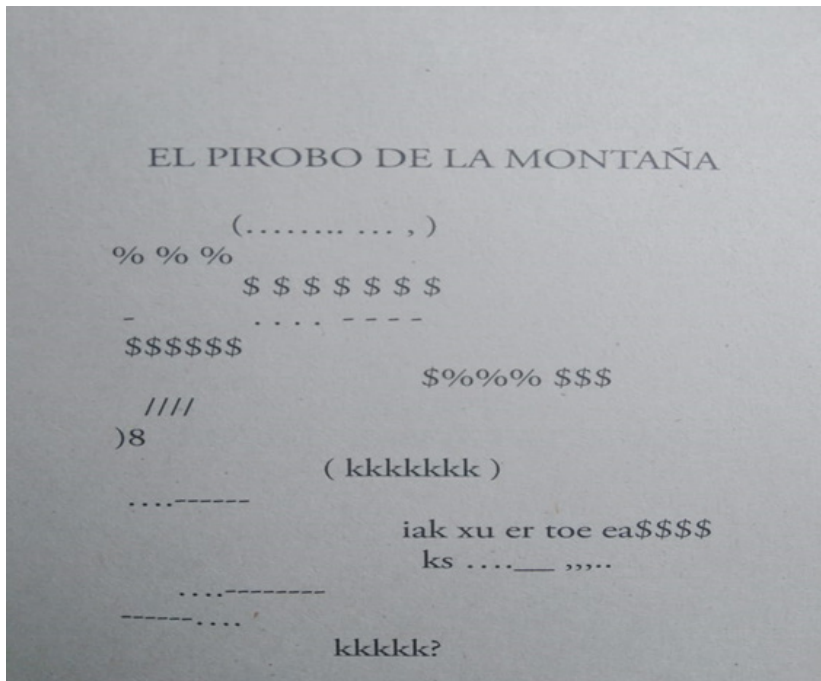 EL PIROBO DE LA MONTAÑA
(........ ... , )
% % %
$ $ $ $ $ $ $
- . . . . - - - -
$$$$$$
$%%% $$$
////
)8
( kkkkkkk )
....------
iak xu er toe ea$$$$
ks ....___ ,,,..
....--------
------....
kkkkk?